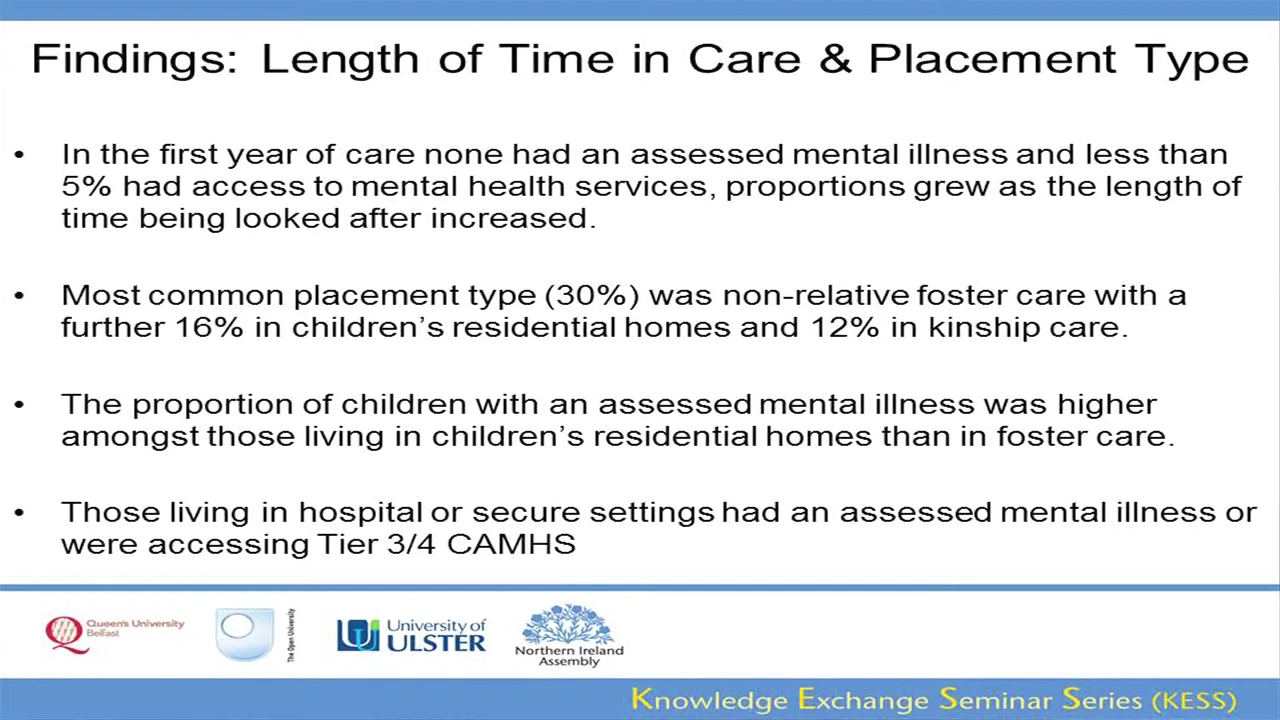 Findings: Length of Time in Care & Placement Type
• In the first year of care none had an assessed mental illness and less than
5% had access to mental health services, proportions grew as the length of
time being looked after increased.
• Most common placement type (30%) was non-relative foster care with a
further 16% in children’s residential homes and 12% in kinship care.
• The proportion of children with an assessed mental illness was higher
amongst those living in children’s residential homes than in foster care.
• Those living in hospital or secure settings had an assessed mental illness or
were accessing Tier 3/4 CAMHS
Queen's University
Belfast
The Open University
University of
ULSTER
Northern Ireland
Assembly
Knowledge Exchange Seminar Series (KESS)